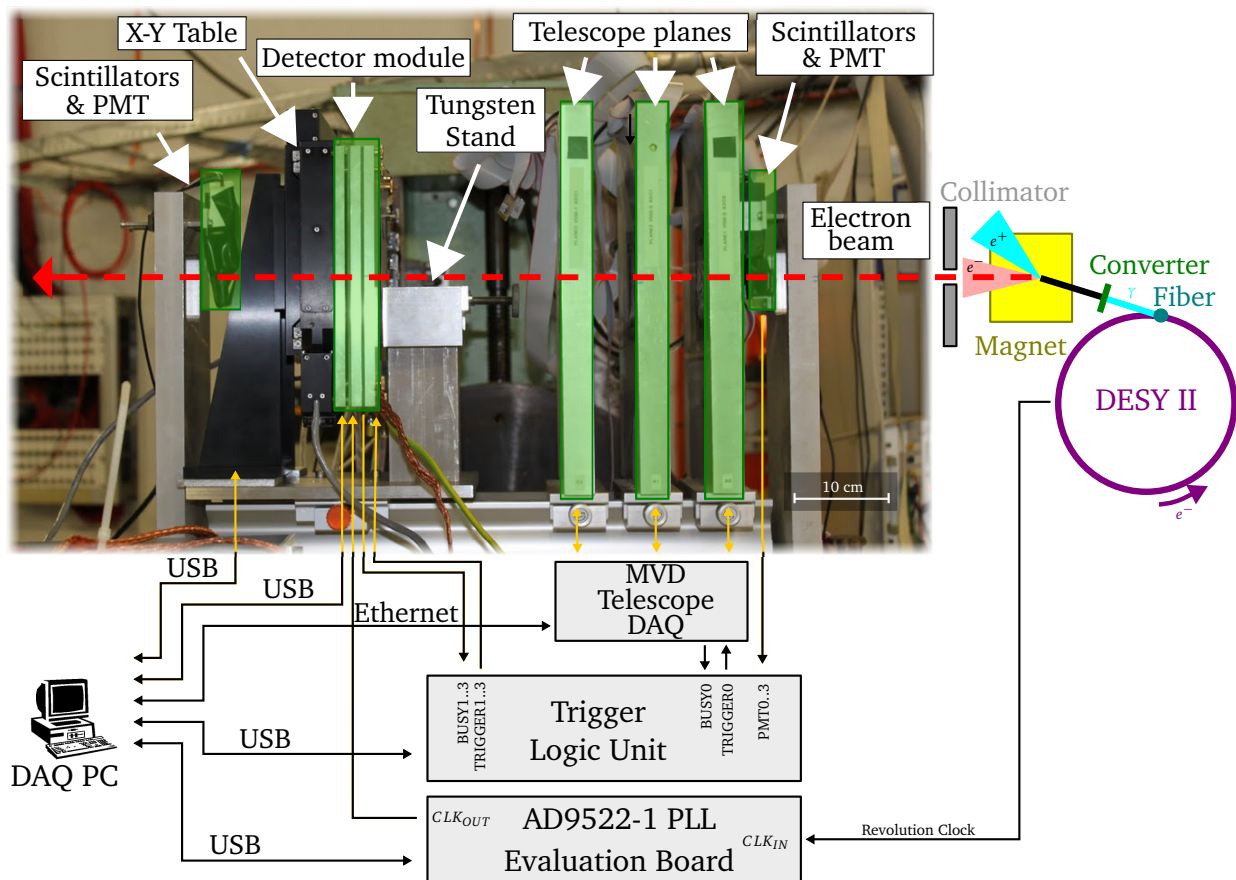 X-Y Table
Telescope planes
Scintillators
& PMT
Detector module
Scintillators
& PMT
Tungsten
Stand
Collimator
Electron
beam
e⁺
e⁻
Converter
γ
Fiber
Magnet
DESY II
10 cm
e⁻
USB
USB
Ethernet
MVD
Telescope
DAQ
BUSY1..3
TRIGGER1..3
BUSY0
TRIGGER0
PMT0..3
Trigger
Logic Unit
USB
DAQ PC
CLK_OUT
AD9522-1 PLL
Evaluation Board
CLK_IN
Revolution Clock
USB